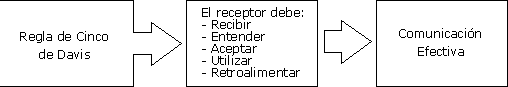 Regla de Cinco
de Davis
El receptor debe:
- Recibir
- Entender
- Aceptar
- Utilizar
- Retroalimentar
Comunicación
Efectiva